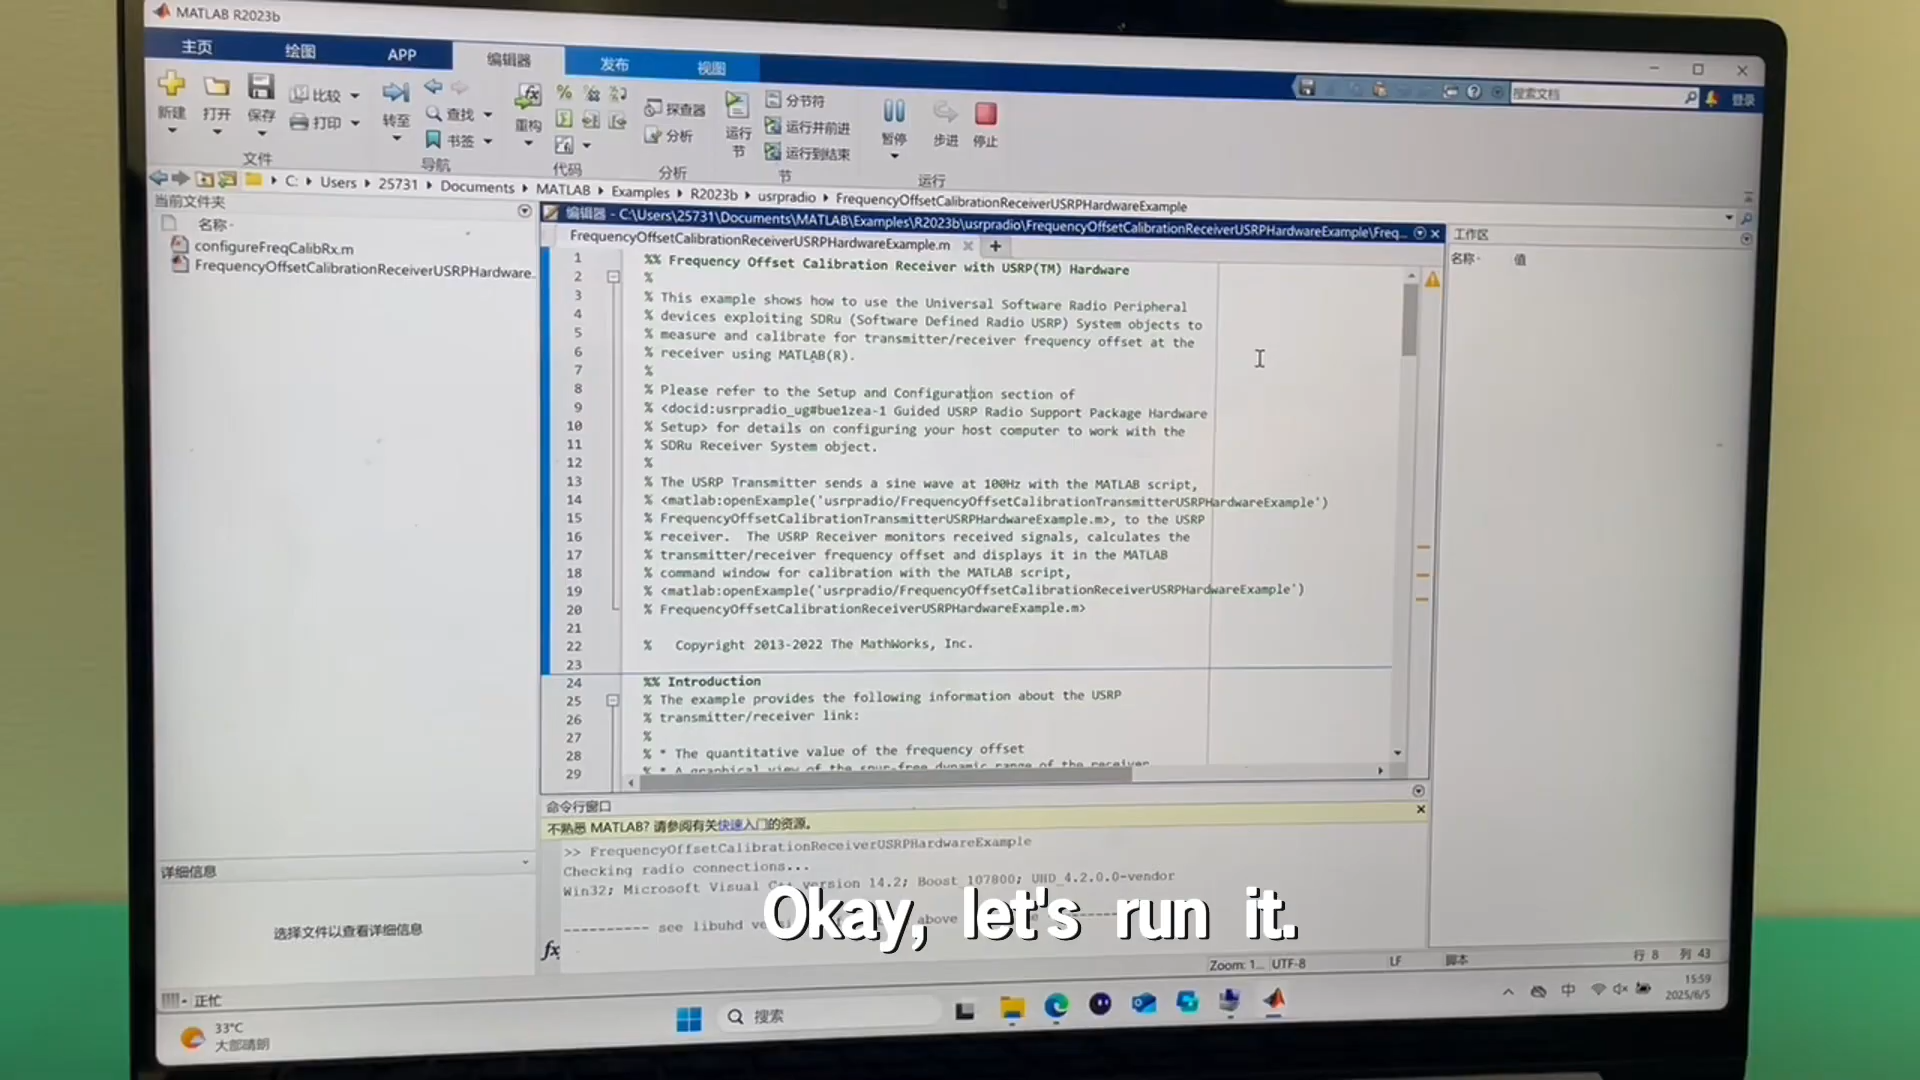 MATLAB R2023b
主页 绘图 APP 编辑器 发布 视图
搜索文档 登录
新建 打开 保存 比较 打印 转至 查找 书签 重构 探查器 分析 运行节 分节符 运行并前进 运行到结束 暂停 步进 停止
文件 导航 代码 分析 节 运行
C: Users 25731 Documents MATLAB Examples R2023b usrpradio FrequencyOffsetCalibrationReceiverUSRPHardwareExample
当前文件夹
名称
configureFreqCalibRx.m
FrequencyOffsetCalibrationReceiverUSRPHardware...
编辑器 - C:\Users\25731\Documents\MATLAB\Examples\R2023b\usrpradio\FrequencyOffsetCalibrationReceiverUSRPHardwareExample\Freq...
FrequencyOffsetCalibrationReceiverUSRPHardwareExample.m
1 %% Frequency Offset Calibration Receiver with USRP(TM) Hardware
2 %
3 % This example shows how to use the Universal Software Radio Peripheral
4 % devices exploiting SDRu (Software Defined Radio USRP) System objects to
5 % measure and calibrate for transmitter/receiver frequency offset at the
6 % receiver using MATLAB(R).
7 %
8 % Please refer to the Setup and Configuration section of
9 % <docid:usrpradio_ug#bue1zea-1 Guided USRP Radio Support Package Hardware
10 % Setup> for details on configuring your host computer to work with the
11 % SDRu Receiver System object.
12 %
13 % The USRP Transmitter sends a sine wave at 100Hz with the MATLAB script,
14 % <matlab:openExample('usrpradio/FrequencyOffsetCalibrationTransmitterUSRPHardwareExample')
15 % FrequencyOffsetCalibrationTransmitterUSRPHardwareExample.m>, to the USRP
16 % receiver.  The USRP Receiver monitors received signals, calculates the
17 % transmitter/receiver frequency offset and displays it in the MATLAB
18 % command window for calibration with the MATLAB script,
19 % <matlab:openExample('usrpradio/FrequencyOffsetCalibrationReceiverUSRPHardwareExample')
20 % FrequencyOffsetCalibrationReceiverUSRPHardwareExample.m>
21
22 %   Copyright 2013-2022 The MathWorks, Inc.
23
24 %% Introduction
25 % The example provides the following information about the USRP
26 % transmitter/receiver link:
27 %
28 % * The quantitative value of the frequency offset
29 % * A graphical view of the spur-free dynamic range of the receiver
工作区
名称 值
命令行窗口
不熟悉 MATLAB? 请参阅有关快速入门的资源。
>> FrequencyOffsetCalibrationReceiverUSRPHardwareExample
Checking radio connections...
Win32; Microsoft Visual C++ version 14.2; Boost_107800; UHD_4.2.0.0-vendor
---------- see libuhd above ----------
Okay, let's run it.
fx
详细信息
选择文件以查看详细信息
Zoom: 1... UTF-8 LF 脚本 行 8 列 43
正忙
33°C
大部晴朗
搜索
中
15:59
2025/6/5